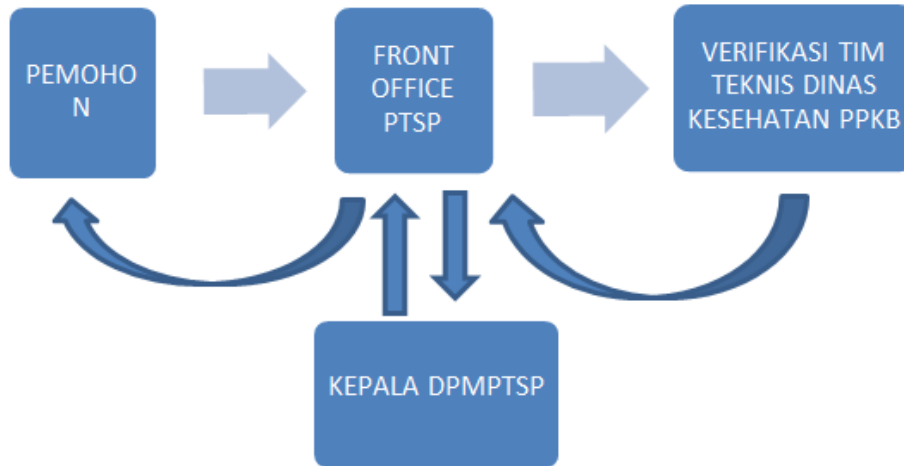 PEMOHO
N
FRONT
OFFICE
PTSP
VERIFIKASI TIM
TEKNIS DINAS
KESEHATAN PPKB
KEPALA DPMPTSP